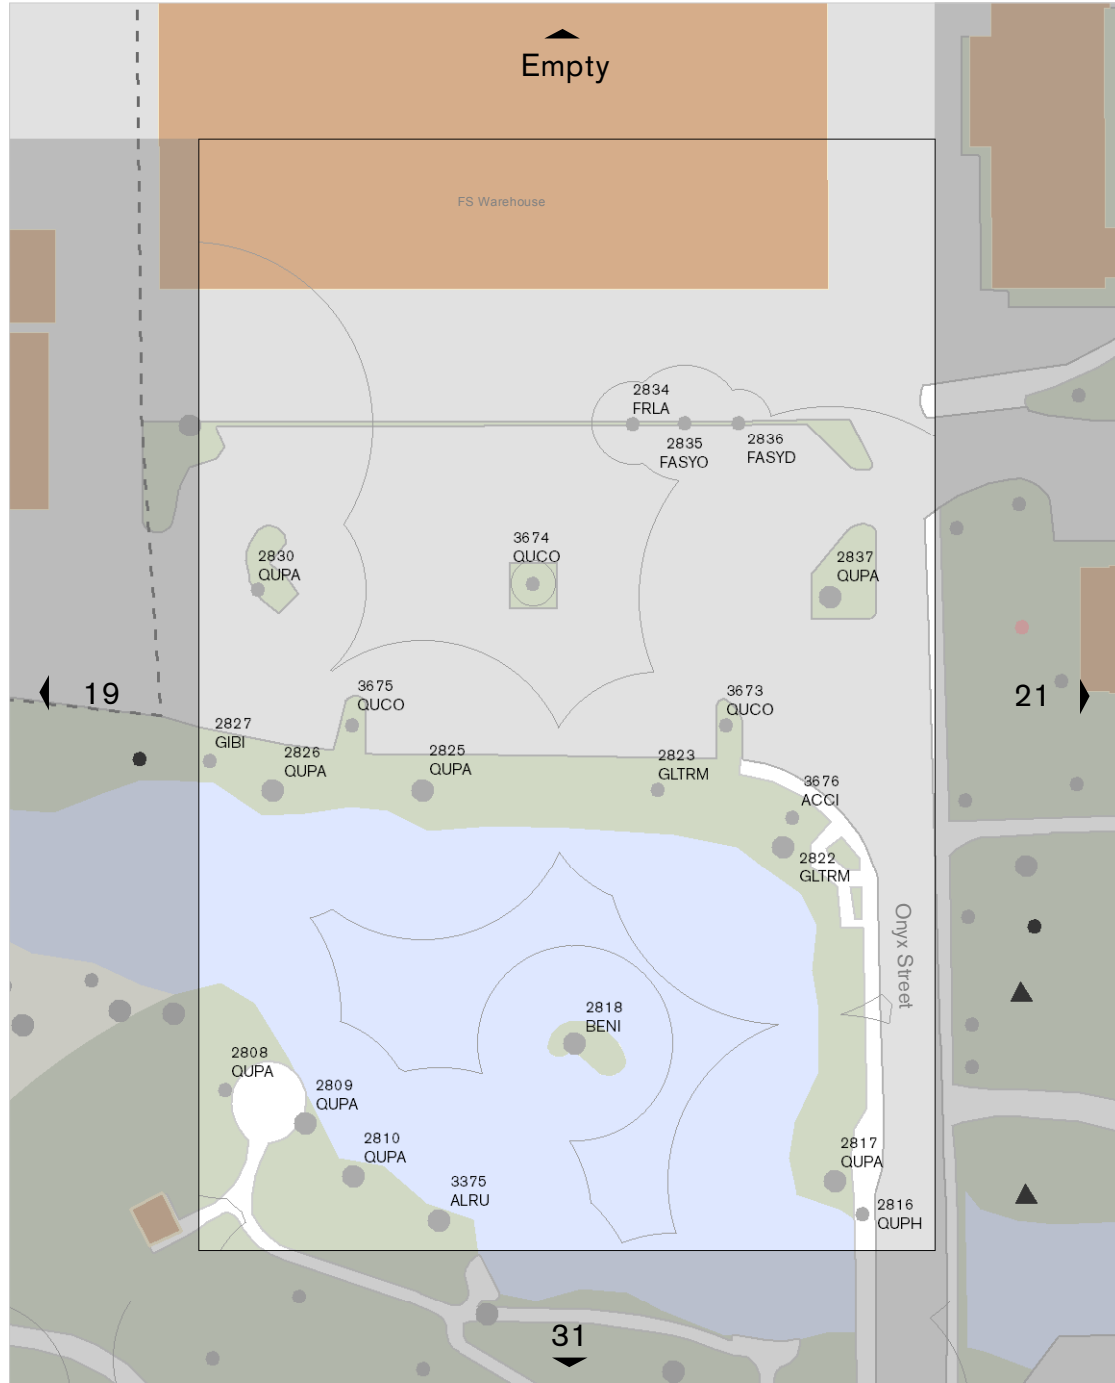 Empty
FS Warehouse
2834
FRLA
2835
FASYO
2836
FASYD
3674
QUCO
2830
QUPA
2837
QUPA
19
21
3675
QUCO
3673
QUCO
2827
GIBI
2826
QUPA
2825
QUPA
2823
GLTRM
3676
ACCI
2822
GLTRM
Onyx Street
2818
BENI
2808
QUPA
2809
QUPA
2810
QUPA
3375
ALRU
2817
QUPA
2816
QUPH
31